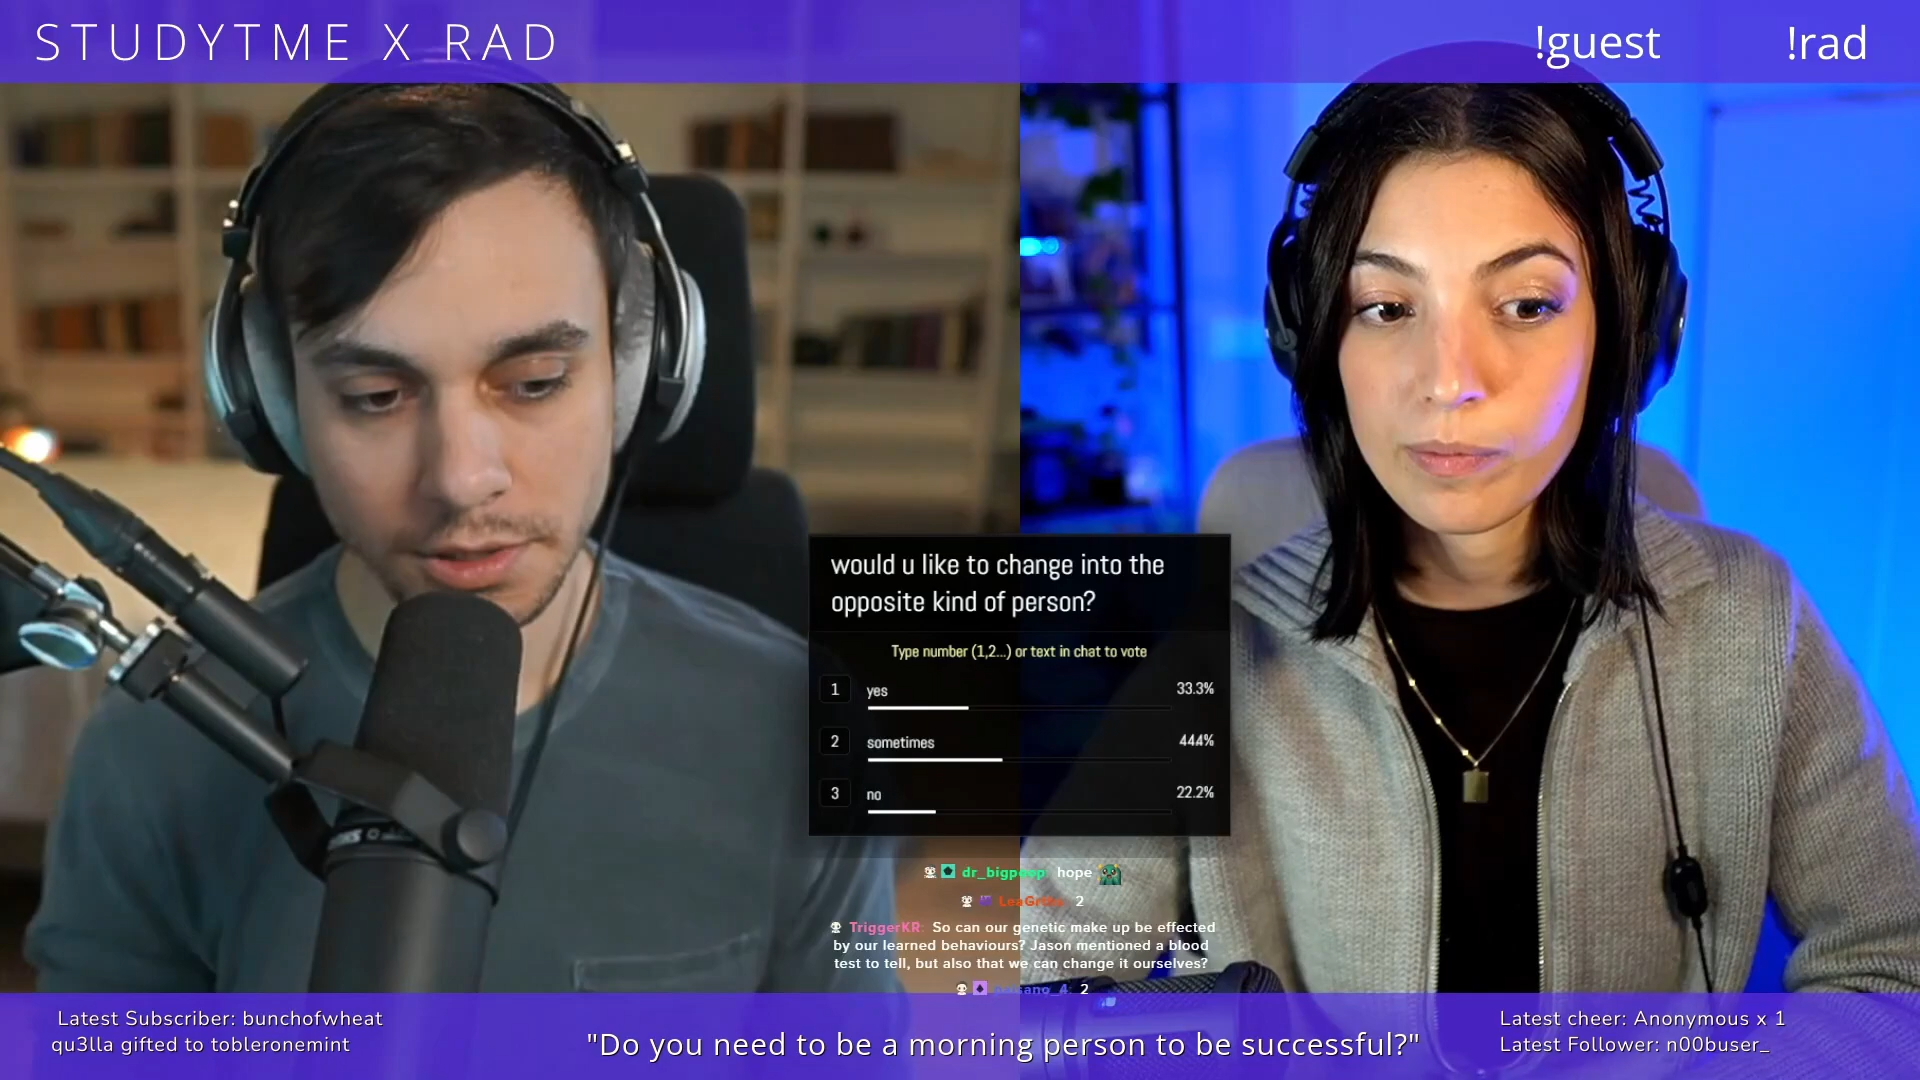 STUDYTME X RAD
!guest
!rad
would u like to change into the
opposite kind of person?
Type number (1,2...) or text in chat to vote
1 yes 33.3%
2 sometimes 44.4%
3 no 22.2%
hope
2
TriggerKR: So can our genetic make up be effected
by our learned behaviours? Jason mentioned a blood
test to tell, but also that we can change it ourselves?
2
Latest Subscriber: bunchofwheat
qu3lla gifted to tobleronemint
"Do you need to be a morning person to be successful?"
Latest cheer: Anonymous x 1
Latest Follower: n00buser_